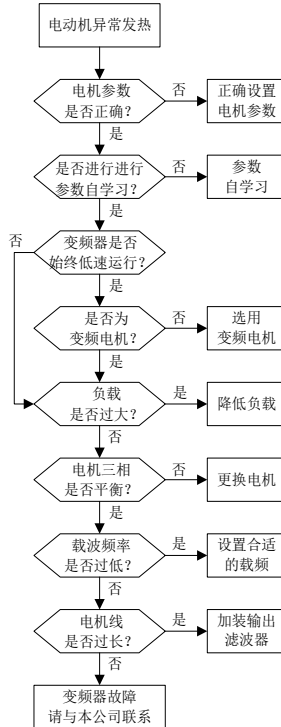 电动机异常发热
电机参数
是否正确？
否
正确设置
电机参数
是
是否进行进行
参数自学习？
否
参数
自学习
是
否
变频器是否
始终低速运行？
是
是否为
变频电机？
否
选用
变频电机
是
负载
是否过大？
是
降低负载
否
电机三相
是否平衡？
否
更换电机
是
载波频率
是否过低？
是
设置合适
的载频
否
电机线
是否过长？
是
加装输出
滤波器
否
变频器故障
请与本公司联系